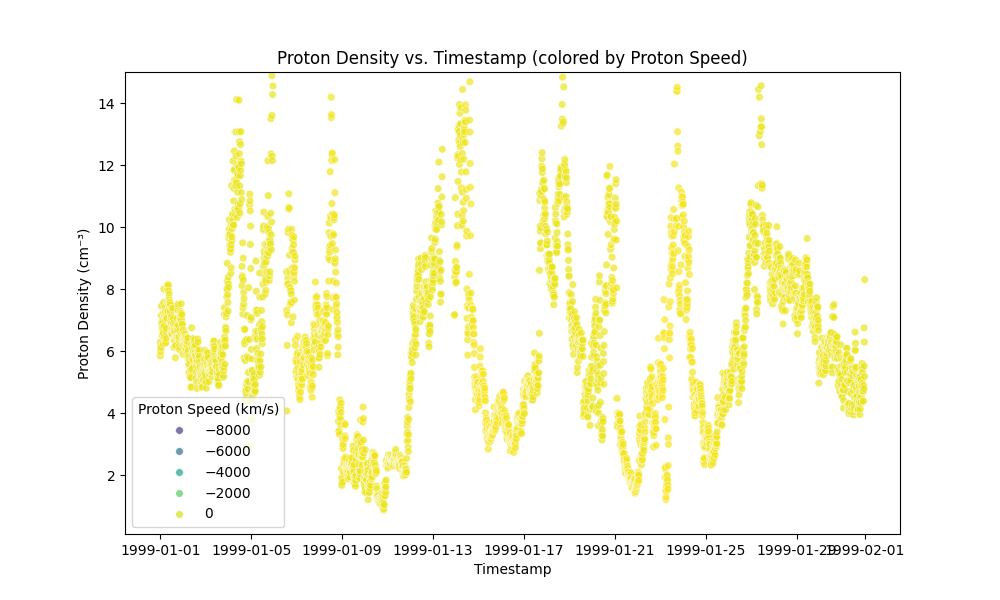 Proton Density vs. Timestamp (colored by Proton Speed)
Proton Density (cm⁻³)
14
12
10
8
6
4
2
Proton Speed (km/s)
−8000
−6000
−4000
−2000
0
1999-01-01 1999-01-05 1999-01-09 1999-01-13 1999-01-17 1999-01-21 1999-01-25 1999-01-29 1999-02-01
Timestamp